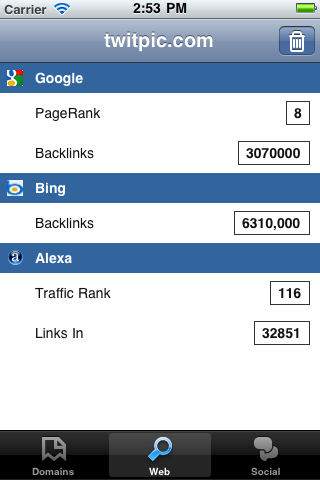 Carrier 2:53 PM
twitpic.com
Google
PageRank 8
Backlinks 3070000
Bing
Backlinks 6310,000
Alexa
Traffic Rank 116
Links In 32851
Domains Web Social